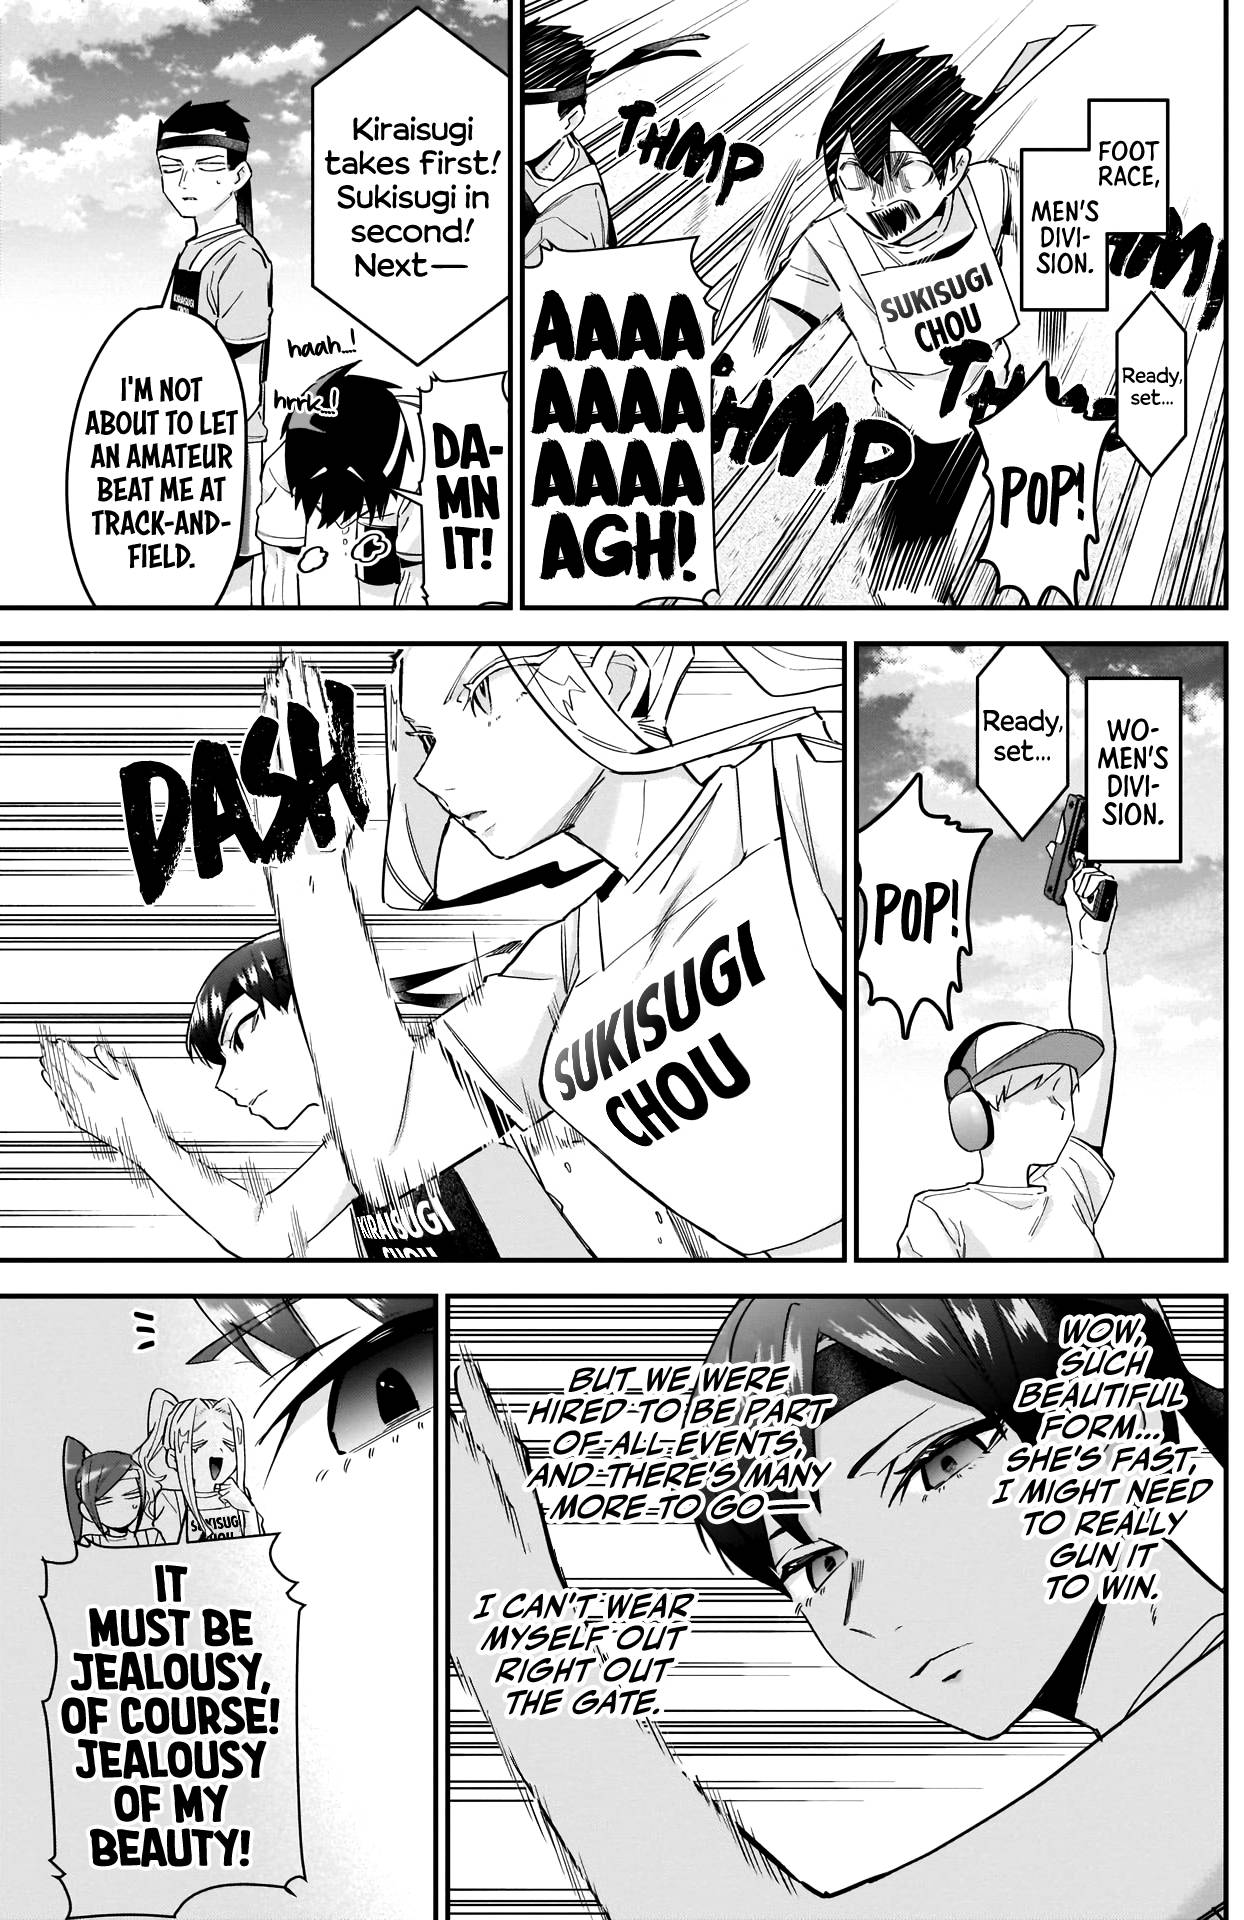 FOOT
RACE,
MEN'S
DIVI-
SION.
Ready,
set...
POP!
THMP
THMP
SUKISUGI
CHOU
THMP
AAAA
AAAA
AAAA
AGH!
Kiraisugi
takes first!
Sukisugi in
second!
Next—
DA-
MN
IT!
haah...!
hrrk..!
KIRAISUGI
CHOU
I'M NOT
ABOUT TO LET
AN AMATEUR
BEAT ME AT
TRACK-AND-
FIELD.
WO-
MEN'S
DIVI-
SION.
Ready,
set...
POP!
DASH
SUKISUGI
CHOU
KIRAISUGI
CHOU
WOW,
SUCH
BEAUTIFUL
FORM...
SHE'S FAST,
I MIGHT NEED
TO REALLY
GUN IT
TO WIN.
BUT WE WERE
HIRED TO BE PART
OF ALL EVENTS,
AND THERE'S MANY
MORE TO GO—
I CAN'T WEAR
MYSELF OUT
RIGHT OUT
THE GATE.
SUKISUGI
CHOU
IT
MUST BE
JEALOUSY,
OF COURSE!
JEALOUSY
OF MY
BEAUTY!